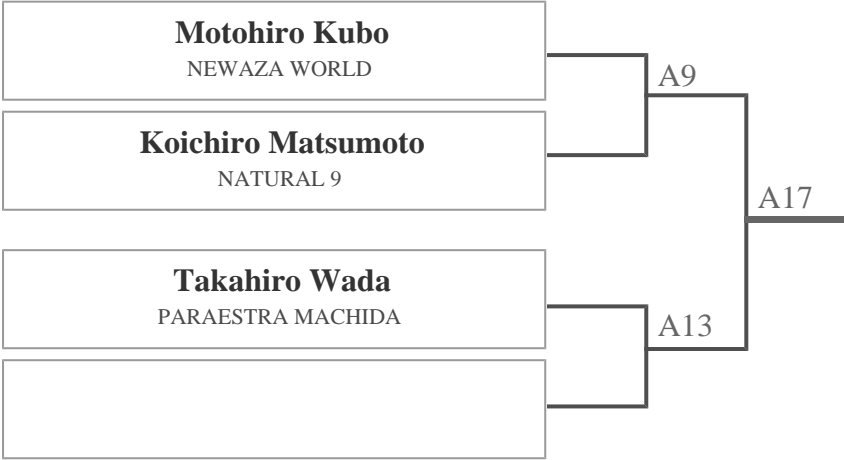 Motohiro Kubo
NEWAZA WORLD
A9
Koichiro Matsumoto
NATURAL 9
A17
Takahiro Wada
PARAESTRA MACHIDA
A13